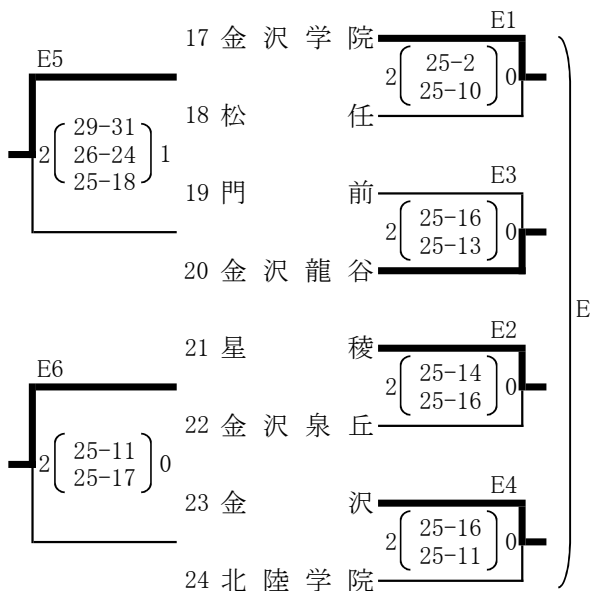 E1
17 金沢学院
2 25-2 0
25-10
E5
18 松任
2 29-31 1
26-24
25-18
19 門前
E3
2 25-16 0
25-13
20 金沢龍谷
E
21 星稜
E2
2 25-14 0
25-16
E6
22 金沢泉丘
2 25-11 0
25-17
23 金沢
E4
2 25-16 0
25-11
24 北陸学院